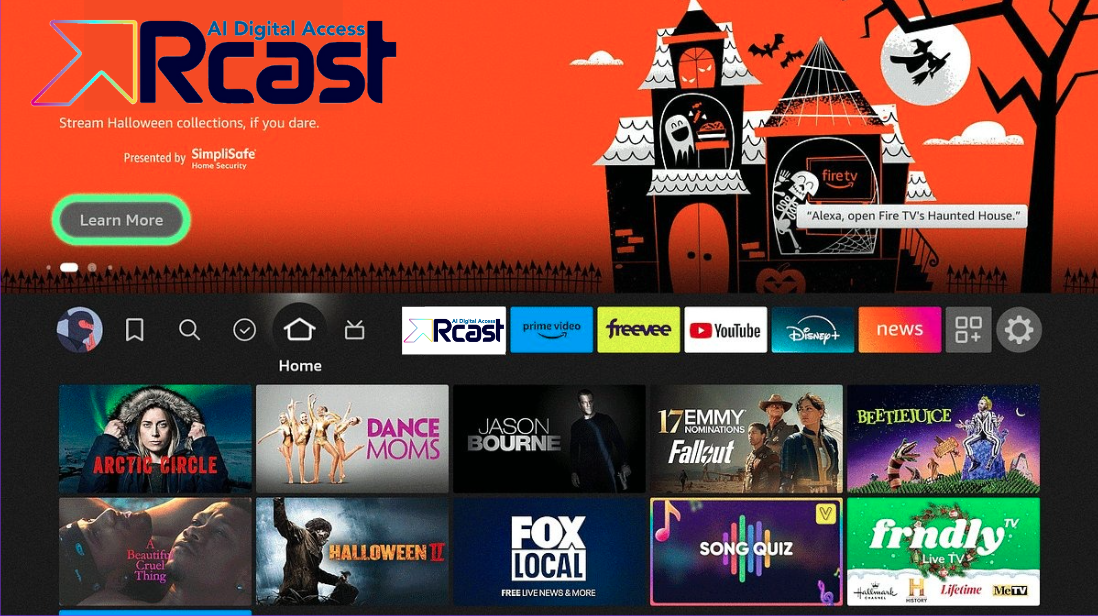 AI Digital Access
Rcast
Stream Halloween collections, if you dare.
Presented by SimpliSafe
Home Security
Learn More
fire tv
“Alexa, open Fire TV's Haunted House.”
AI Digital Access
Rcast
prime video
freevee
YouTube
Disney+
news
Home
ARCTIC CIRCLE
DANCE
MOMS
JASON
BOURNE
17 EMMY
NOMINATIONS
Fallout
BEETLEJUICE
A
Beautiful
Cruel
Thing
HALLOWEEN II
FOX
LOCAL
FREE LIVE NEWS & MORE
SONG QUIZ
V
frndly TV
Live TV
Hallmark
CHANNEL
H
HISTORY
Lifetime
MeTV